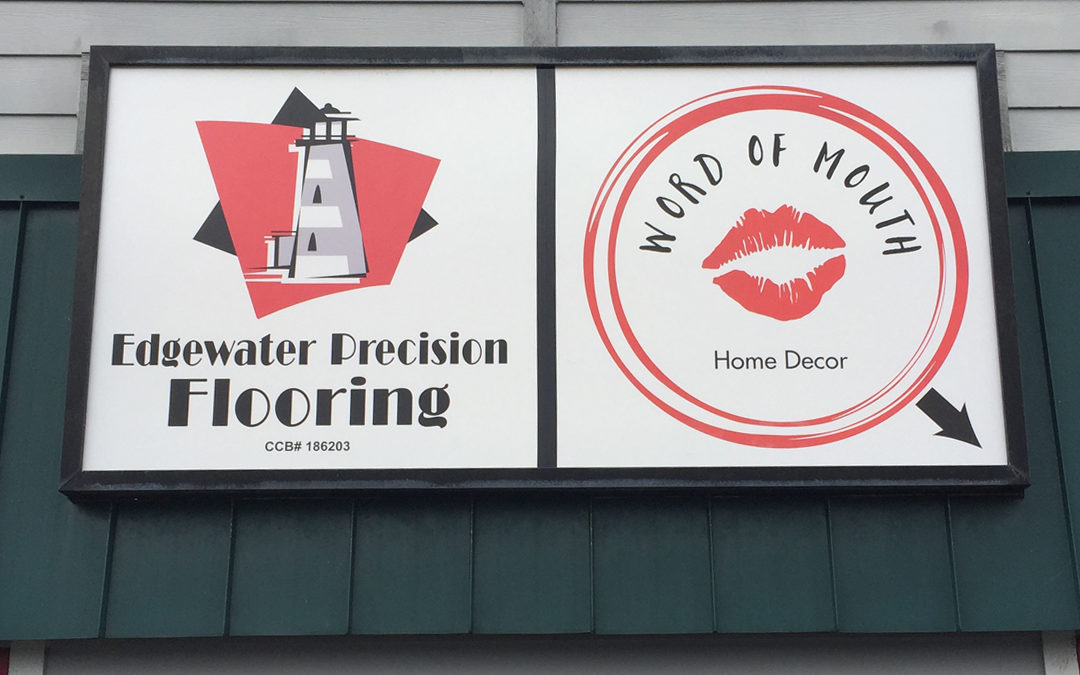 Edgewater Precision
Flooring
CCB# 186203
WORD OF MOUTH
Home Decor